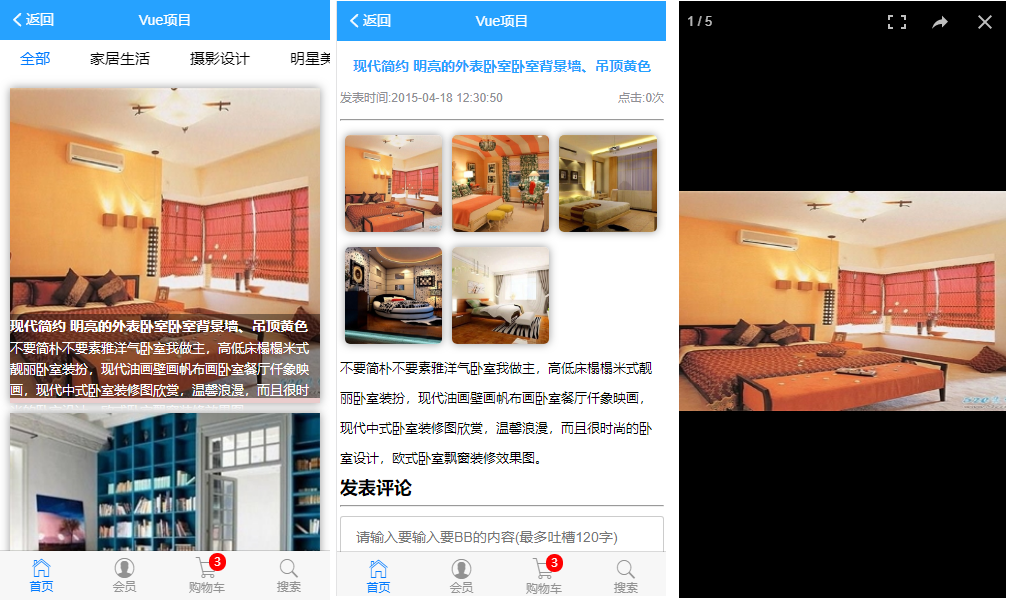 返回
Vue项目
全部 家居生活 摄影设计 明星美
现代简约 明亮的外表卧室卧室背景墙、吊顶黄色
不要简朴不要素雅洋气卧室我做主，高低床榻榻米式
靓丽卧室装扮，现代油画壁画帆布画卧室餐厅仟象映
画，现代中式卧室装修图欣赏，温馨浪漫，而且很时
首页 会员 购物车 3 搜索
返回
Vue项目
现代简约 明亮的外表卧室卧室背景墙、吊顶黄色
发表时间:2015-04-18 12:30:50 点击:0次
不要简朴不要素雅洋气卧室我做主，高低床榻榻米式靓
丽卧室装扮，现代油画壁画帆布画卧室餐厅仟象映画，
现代中式卧室装修图欣赏，温馨浪漫，而且很时尚的卧
室设计，欧式卧室飘窗装修效果图。
发表评论
请输入要输入要BB的内容(最多吐槽120字)
首页 会员 购物车 3 搜索
1 / 5